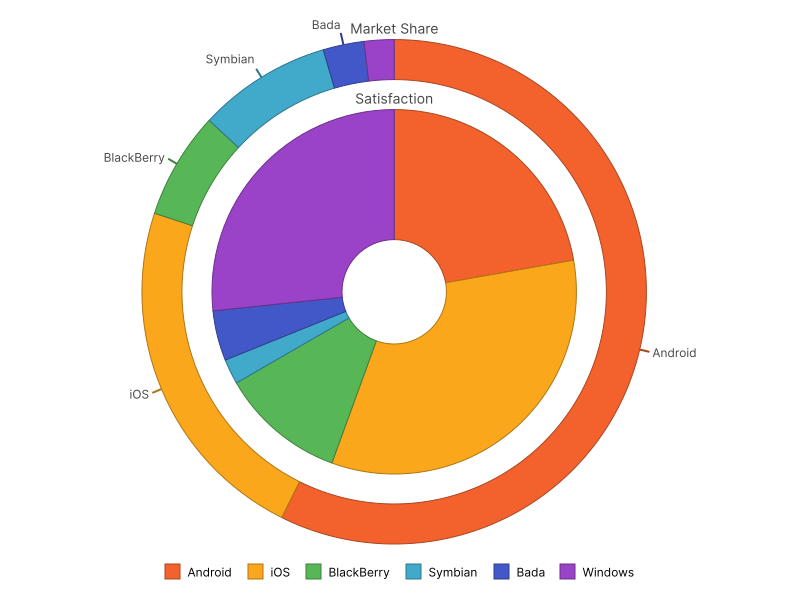 Bada
Market Share
Symbian
Satisfaction
BlackBerry
Android
iOS
Android
iOS
BlackBerry
Symbian
Bada
Windows